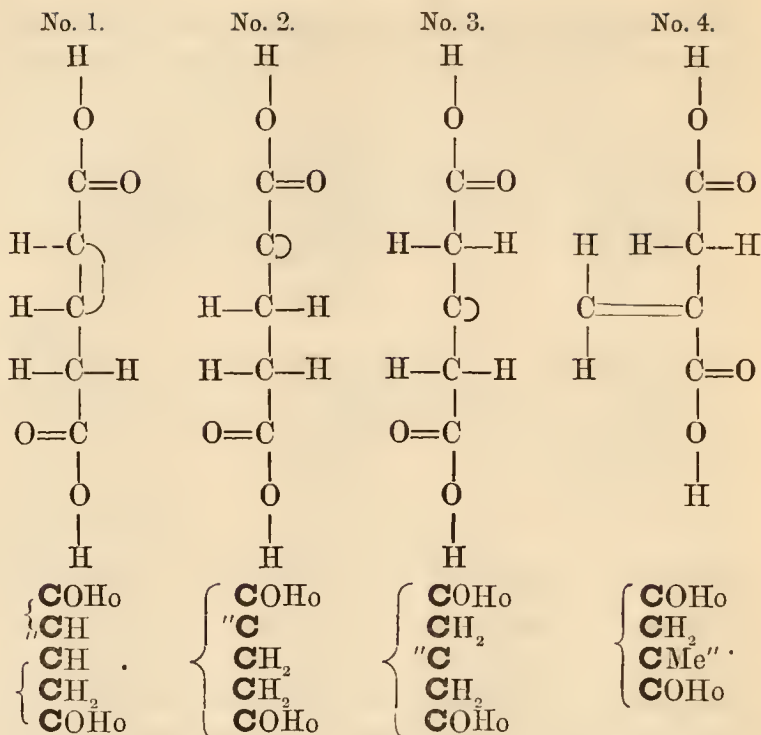 No. 1. No. 2. No. 3. No. 4.
H H H H
O O O O
C=O C=O C=O C=O
H--C C H—C—H H H—C--H
H—C H—C—H C C C
H—C—H H—C—H H—C—H H C=O
O=C O=C O=C O
O O O H
H H H
COHo COHo COHo COHo
"CH "C CH₂ CH₂
CH . CH₂ "C CMe" .
CH₂ CH₂ CH₂ COHo
COHo COHo COHo